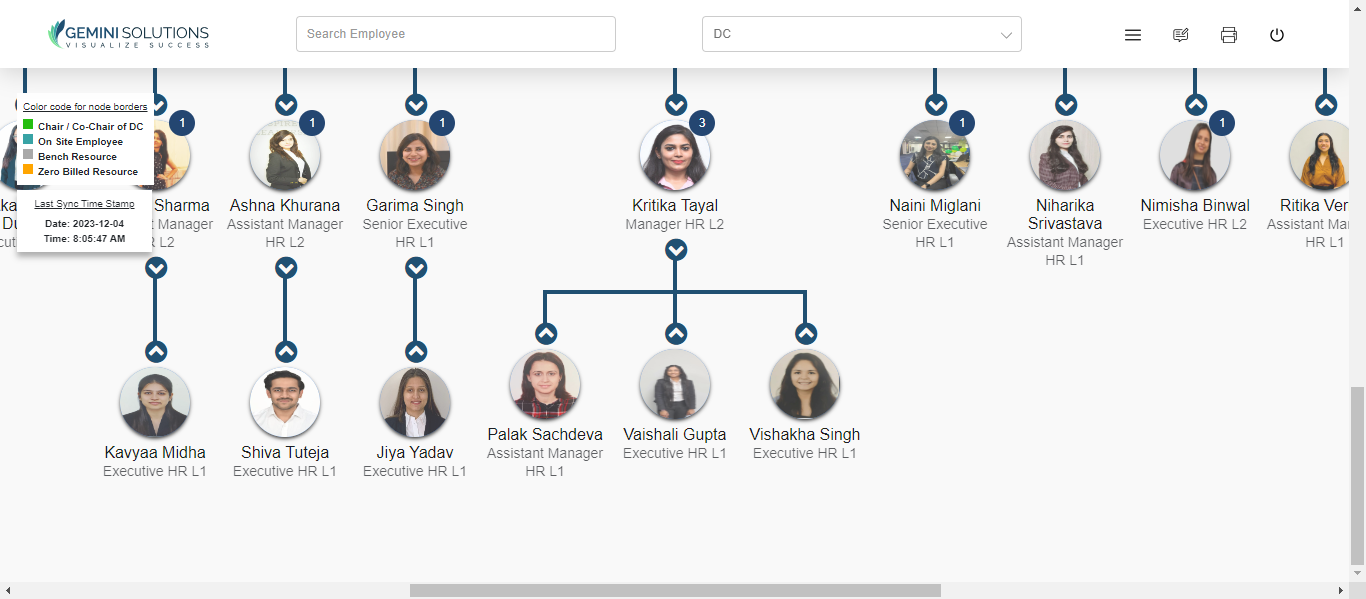 GEMINI SOLUTIONS
VISUALIZE SUCCESS
Search Employee
DC
Color code for node borders
Chair / Co-Chair of DC
On Site Employee
Bench Resource
Zero Billed Resource
Last Sync Time Stamp
Date: 2023-12-04
Time: 8:05:47 AM
Sharma
Manager
HR L2
1
Ashna Khurana
Assistant Manager
HR L2
1
Garima Singh
Senior Executive
HR L1
1
Kritika Tayal
Manager HR L2
3
Naini Miglani
Senior Executive
HR L1
1
Niharika
Srivastava
Assistant Manager
HR L1
Nimisha Binwal
Executive HR L2
1
Ritika Ver
Assistant Ma
HR L1
Kavyaa Midha
Executive HR L1
Shiva Tuteja
Executive HR L1
Jiya Yadav
Executive HR L1
Palak Sachdeva
Assistant Manager
HR L1
Vaishali Gupta
Executive HR L1
Vishakha Singh
Executive HR L1